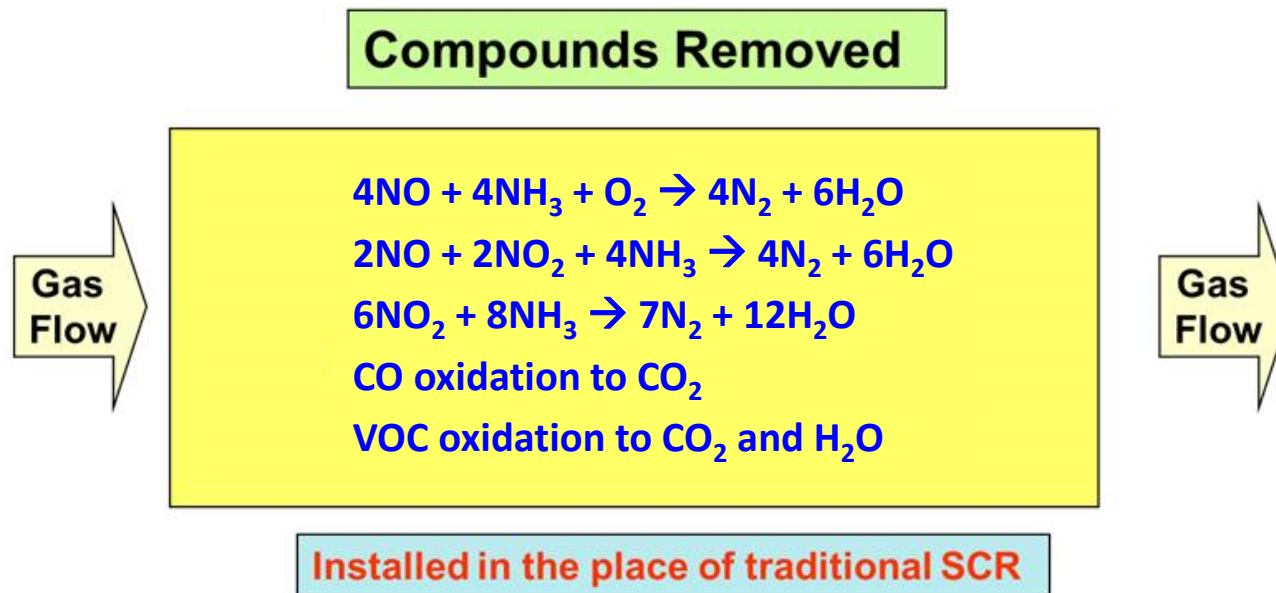 Compounds Removed
4NO + 4NH₃ + O₂ → 4N₂ + 6H₂O
2NO + 2NO₂ + 4NH₃ → 4N₂ + 6H₂O
6NO₂ + 8NH₃ → 7N₂ + 12H₂O
CO oxidation to CO₂
VOC oxidation to CO₂ and H₂O
Gas
Flow
Gas
Flow
Installed in the place of traditional SCR